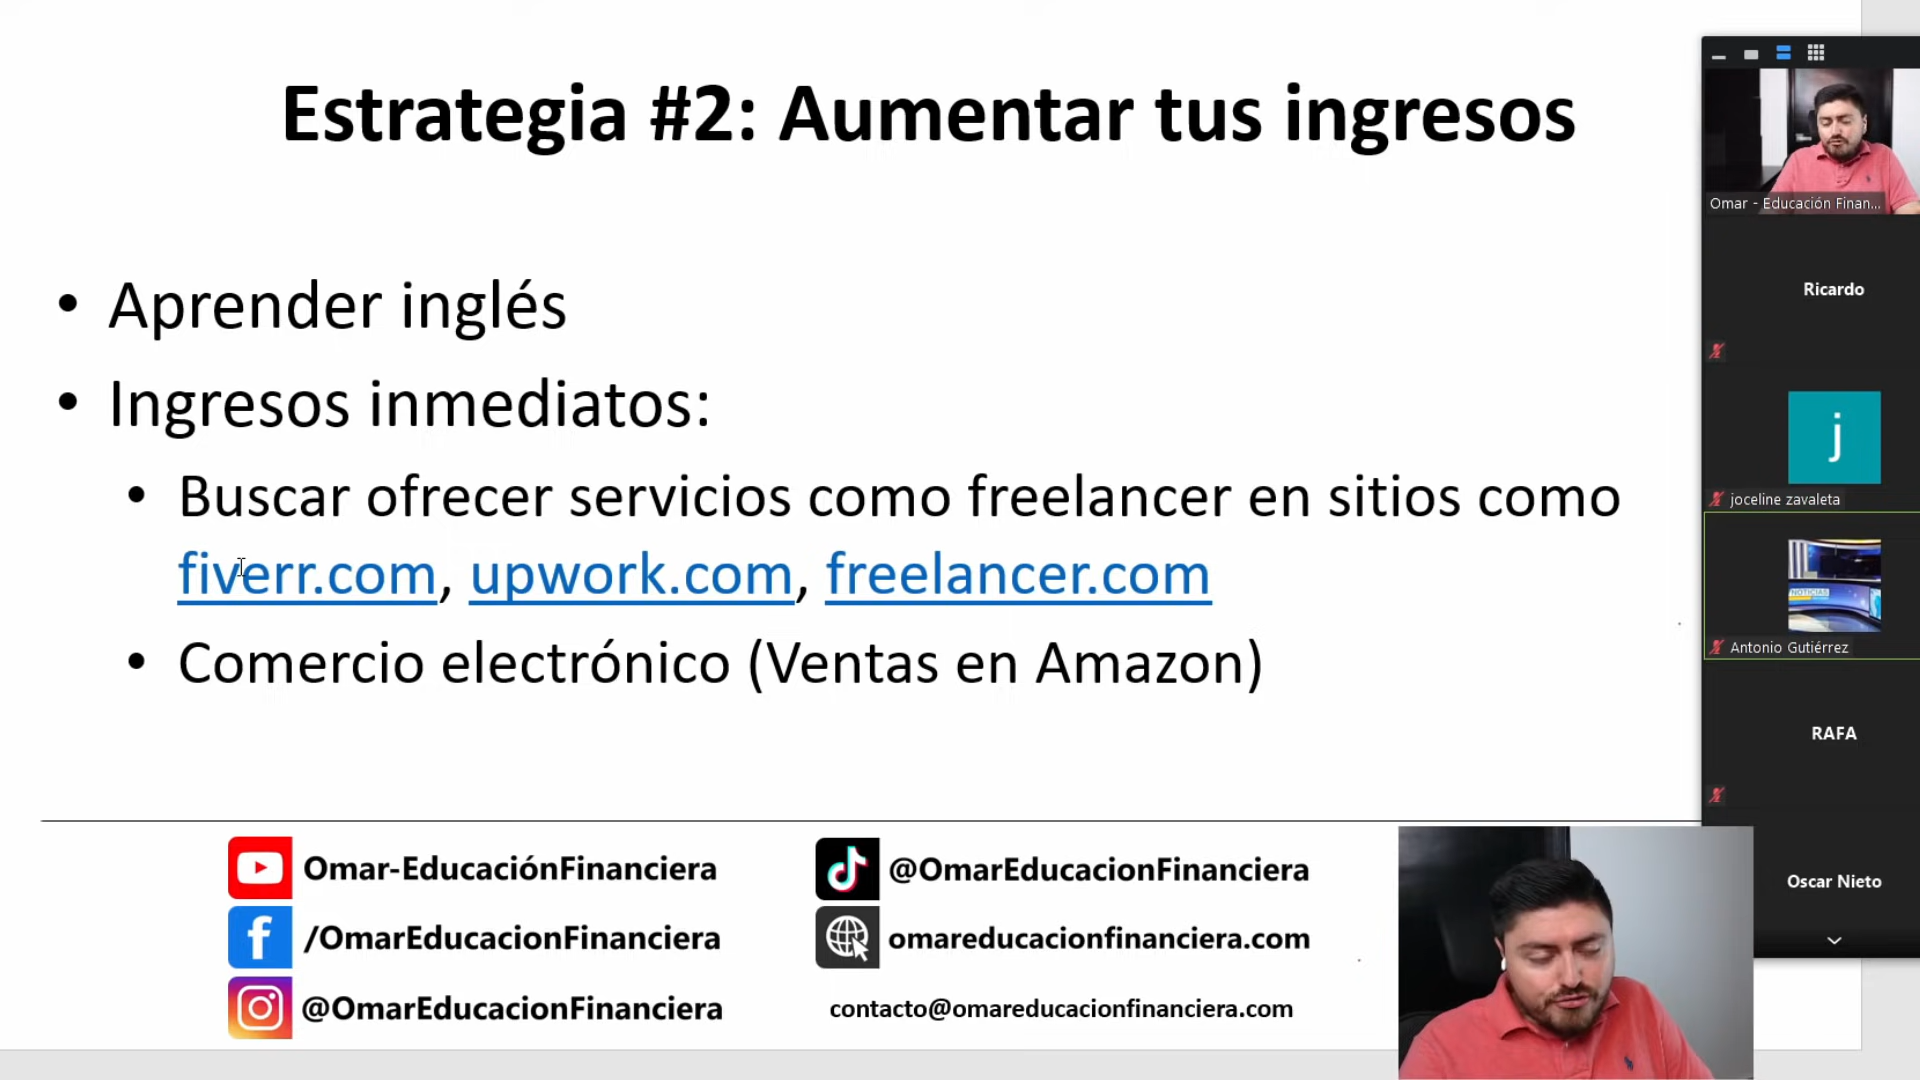 Estrategia #2: Aumentar tus ingresos
• Aprender inglés
• Ingresos inmediatos:
• Buscar ofrecer servicios como freelancer en sitios como
fiverr.com, upwork.com, freelancer.com
• Comercio electrónico (Ventas en Amazon)
Omar-EducaciónFinanciera
/OmarEducacionFinanciera
@OmarEducacionFinanciera
@OmarEducacionFinanciera
omareducacionfinanciera.com
contacto@omareducacionfinanciera.com
Omar - Educación Finan...
Ricardo
j
joceline zavaleta
NOTICIAS
Antonio Gutiérrez
RAFA
Oscar Nieto